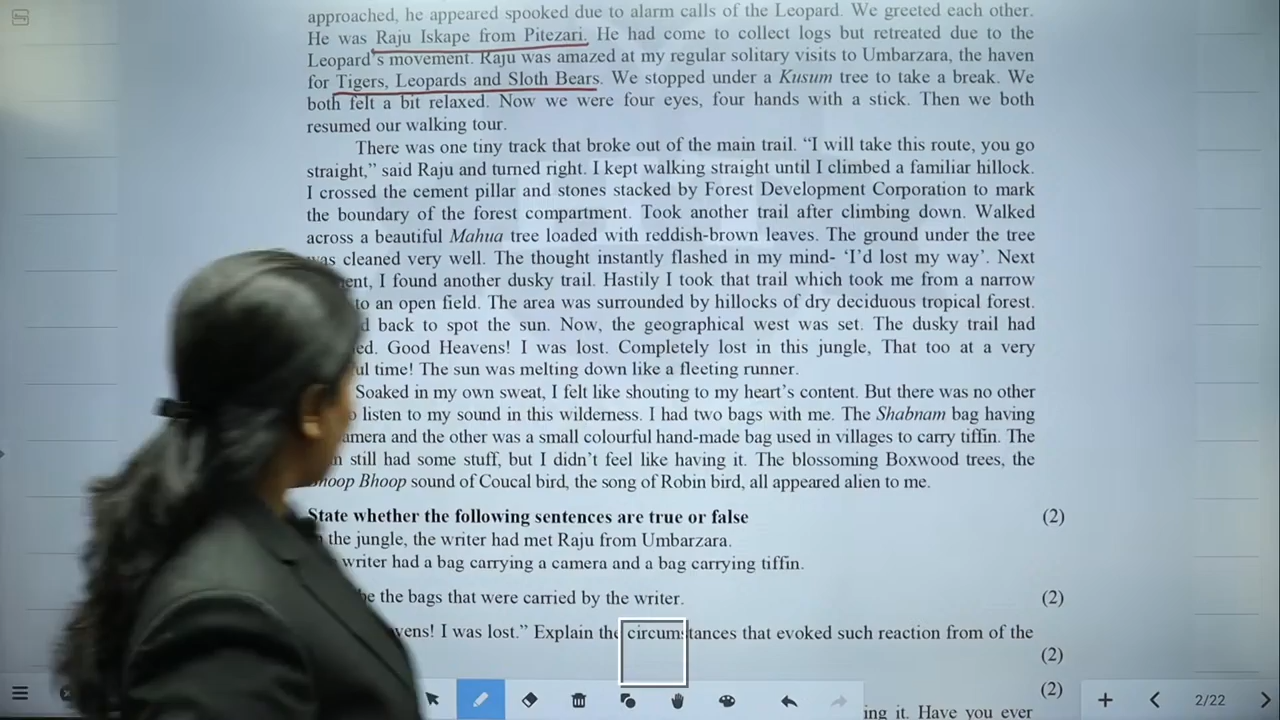 approached, he appeared spooked due to alarm calls of the Leopard. We greeted each other.
He was Raju Iskape from Pitezari. He had come to collect logs but retreated due to the
Leopard's movement. Raju was amazed at my regular solitary visits to Umbarzara, the haven
for Tigers, Leopards and Sloth Bears. We stopped under a Kusum tree to take a break. We
both felt a bit relaxed. Now we were four eyes, four hands with a stick. Then we both
resumed our walking tour.
There was one tiny track that broke out of the main trail. “I will take this route, you go
straight,” said Raju and turned right. I kept walking straight until I climbed a familiar hillock.
I crossed the cement pillar and stones stacked by Forest Development Corporation to mark
the boundary of the forest compartment. Took another trail after climbing down. Walked
across a beautiful Mahua tree loaded with reddish-brown leaves. The ground under the tree
was cleaned very well. The thought instantly flashed in my mind- ‘I'd lost my way’. Next
I found another dusky trail. Hastily I took that trail which took me from a narrow
to an open field. The area was surrounded by hillocks of dry deciduous tropical forest.
back to spot the sun. Now, the geographical west was set. The dusky trail had
Good Heavens! I was lost. Completely lost in this jungle, That too at a very
time! The sun was melting down like a fleeting runner.
Soaked in my own sweat, I felt like shouting to my heart's content. But there was no other
listen to my sound in this wilderness. I had two bags with me. The Shabnam bag having
and the other was a small colourful hand-made bag used in villages to carry tiffin. The
still had some stuff, but I didn't feel like having it. The blossoming Boxwood trees, the
Bhoop sound of Coucal bird, the song of Robin bird, all appeared alien to me.
State whether the following sentences are true or false (2)
the jungle, the writer had met Raju from Umbarzara.
writer had a bag carrying a camera and a bag carrying tiffin.
the bags that were carried by the writer. (2)
I was lost.” Explain the circumstances that evoked such reaction from of the
(2)
(2)
ing it. Have you ever
2/22